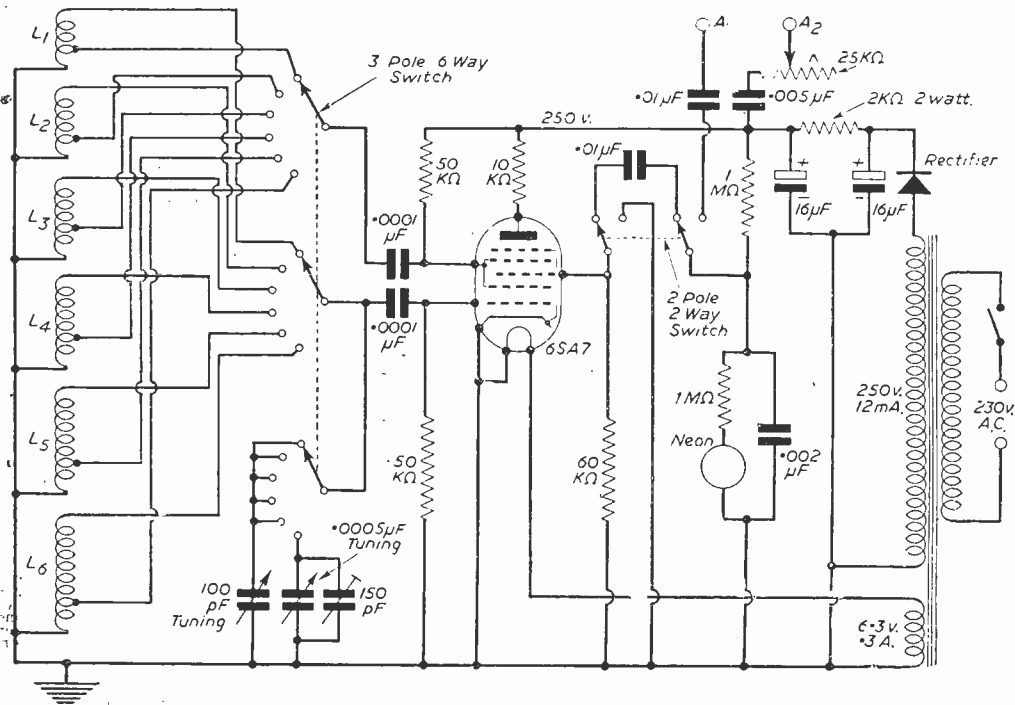 L1
L2
L3
L4
L5
L6
3 Pole 6 Way
Switch
A1
A2
25KΩ
·01µF
·005µF
2KΩ 2watt.
250 v.
50
KΩ
10
KΩ
·01µF
1
MΩ
+
-
16µF
+
-
16µF
Rectifier
·0001
µF
·0001
µF
6SA7
2 Pole
2 Way
Switch
250v.
12mA.
230v.
A.C.
50
KΩ
60
KΩ
1MΩ
Neon
·002
µF
·0005µF
Tuning
100
pF
Tuning
150
pF
6·3v.
·3A.